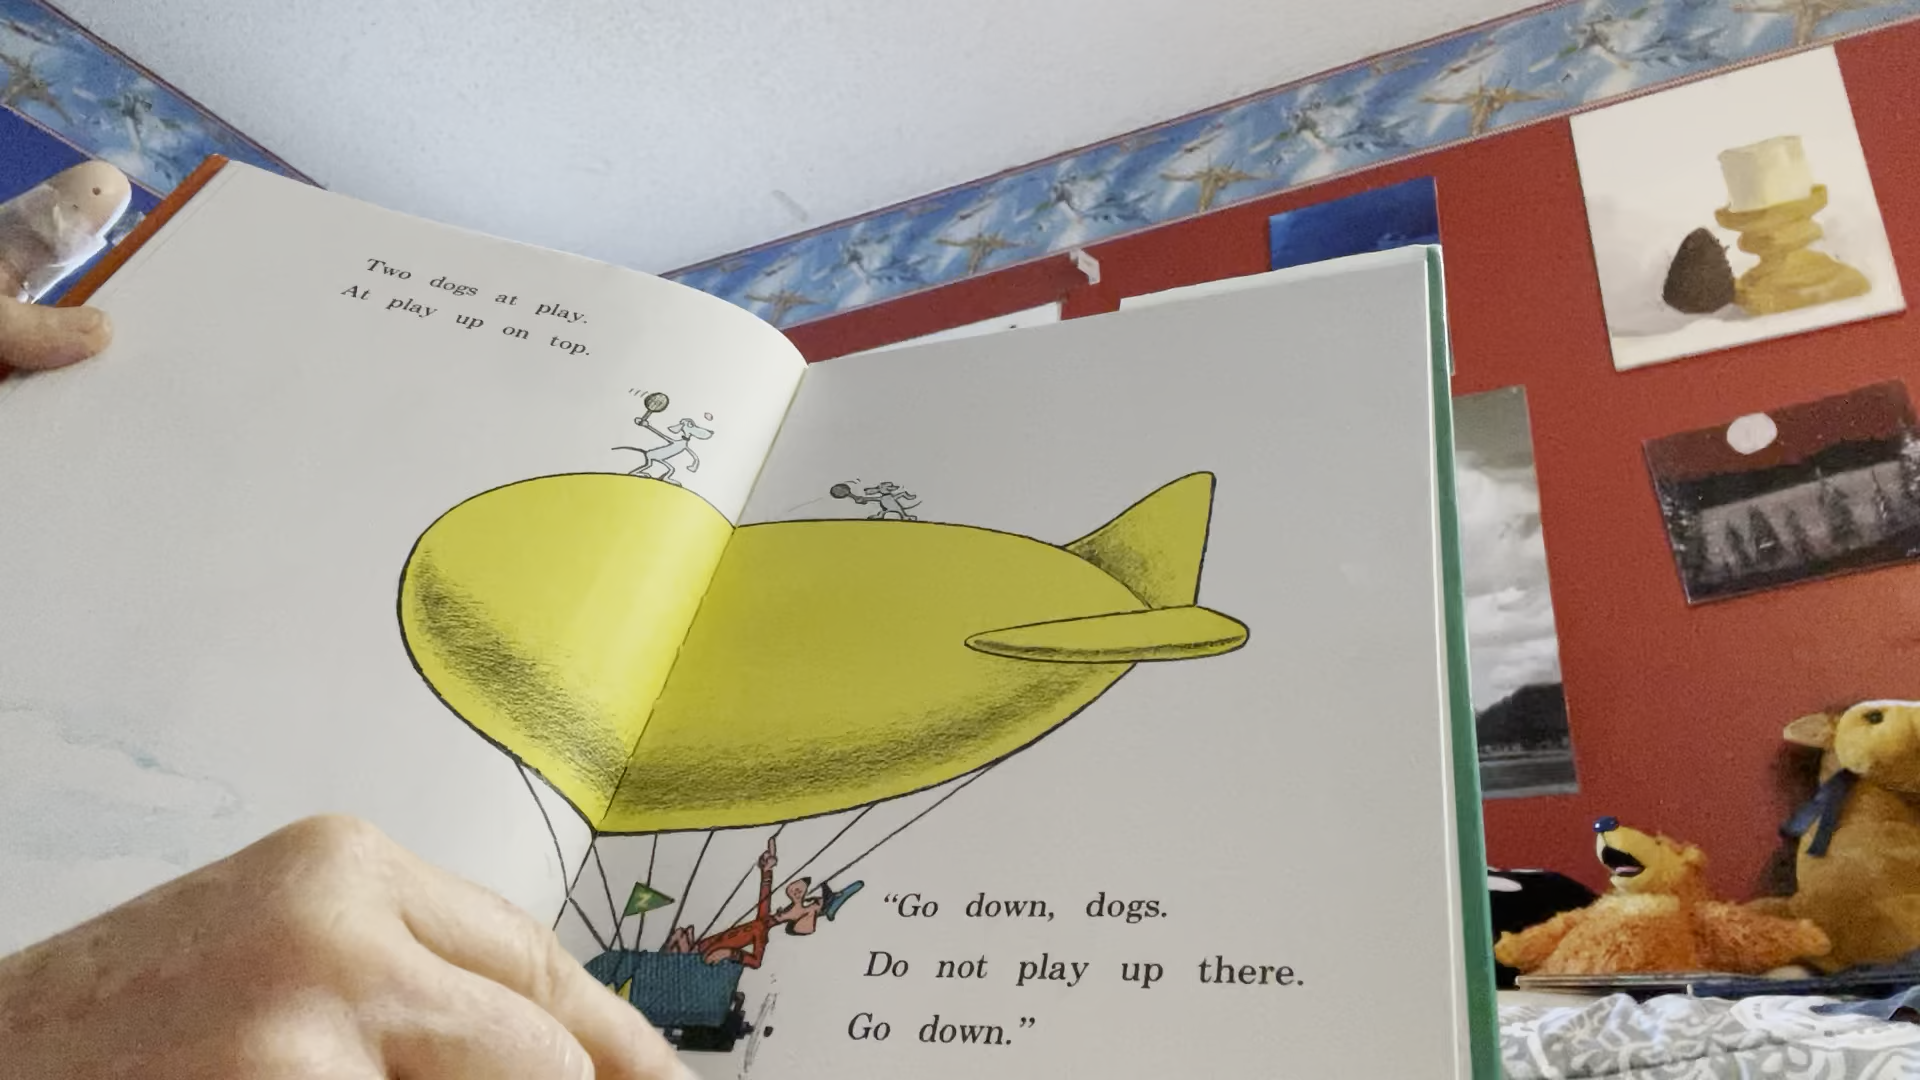 Two dogs at play.
At play up on top.
Z
“Go down, dogs.
Do not play up there.
Go down.”